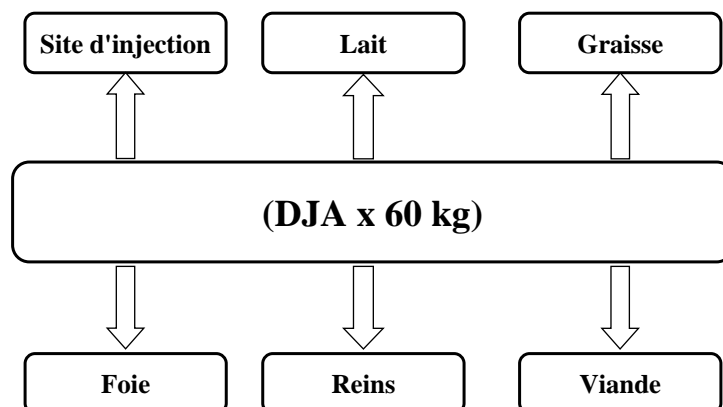 Site d'injection
Lait
Graisse
(DJA x 60 kg)
Foie
Reins
Viande